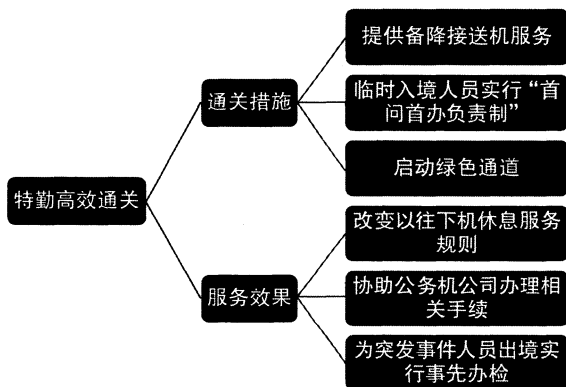 提供备降接送机服务
通关措施
临时入境人员实行“首
问首办负责制”
启动绿色通道
特勤高效通关
改变以往下机休息服务
规则
服务效果
协助公务机公司办理相
关手续
为突发事件人员出境实
行事先办检